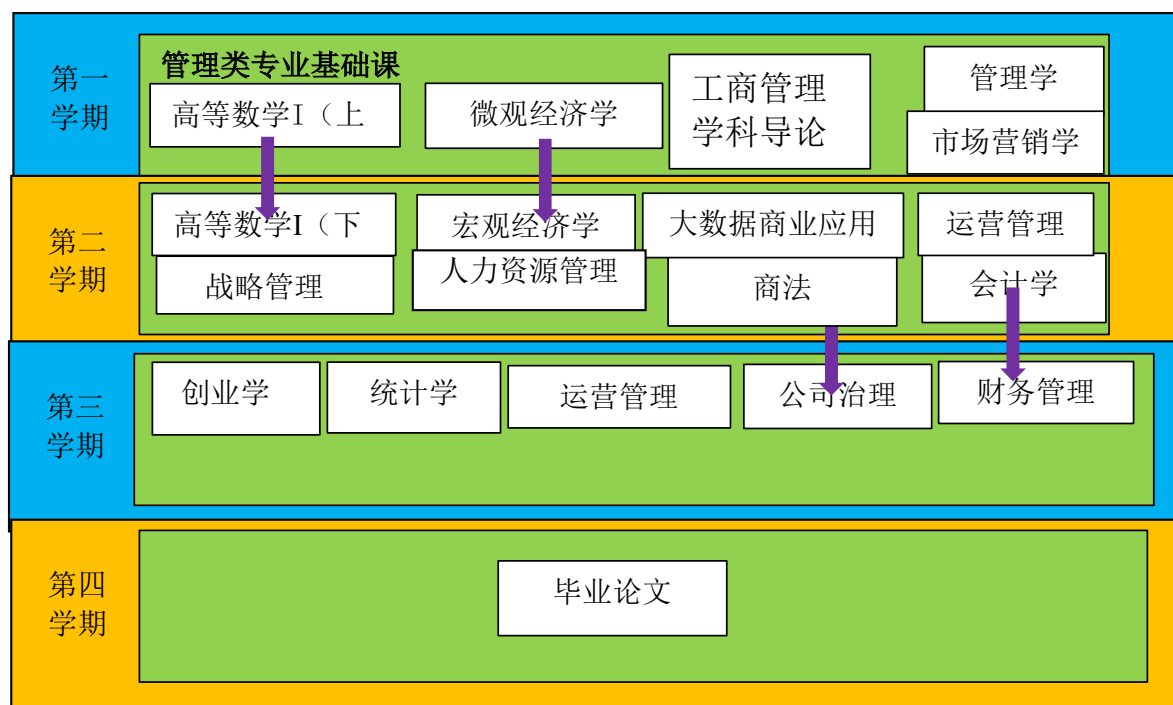 第一
学期
管理类专业基础课
高等数学I（上
微观经济学
工商管理
学科导论
管理学
市场营销学
第二
学期
高等数学I（下
宏观经济学
大数据商业应用
运营管理
战略管理
人力资源管理
商法
会计学
第三
学期
创业学
统计学
运营管理
公司治理
财务管理
第四
学期
毕业论文